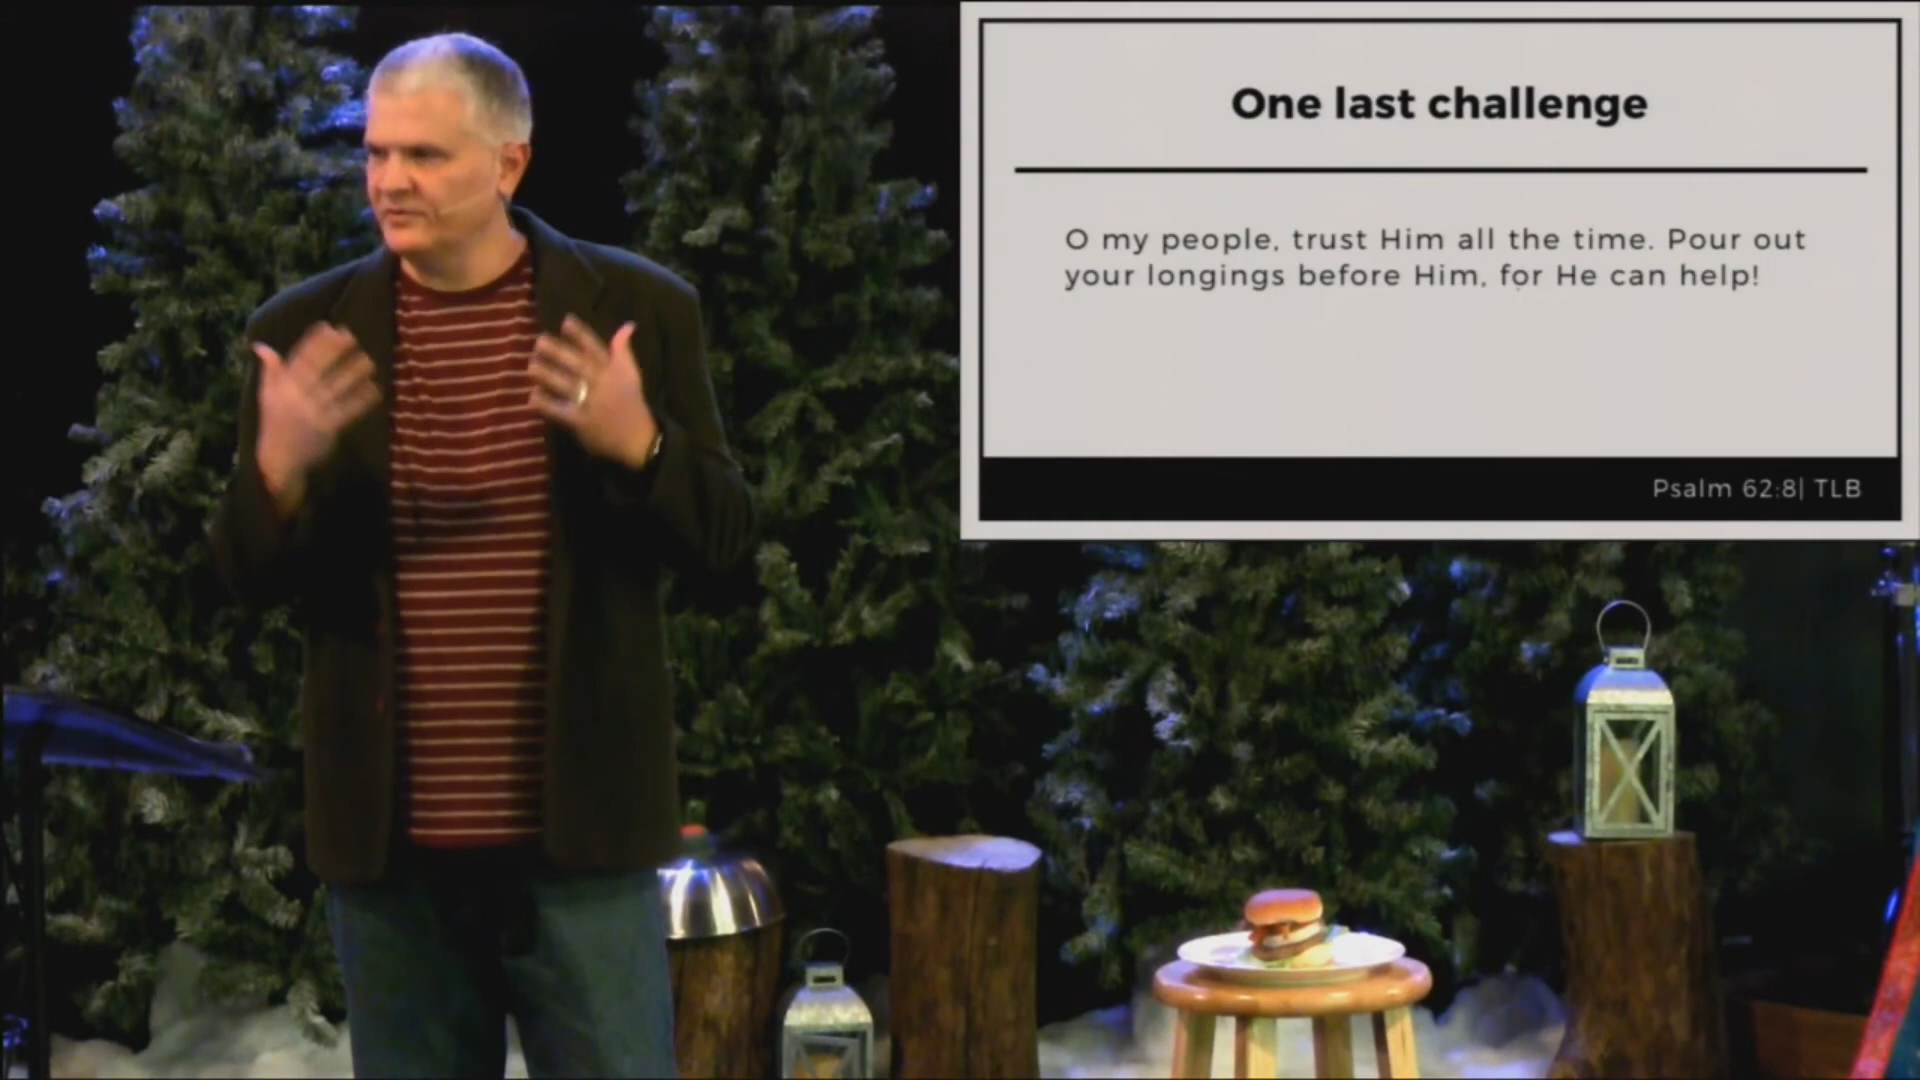 One last challenge
O my people, trust Him all the time. Pour out
your longings before Him, for He can help!
Psalm 62:8| TLB